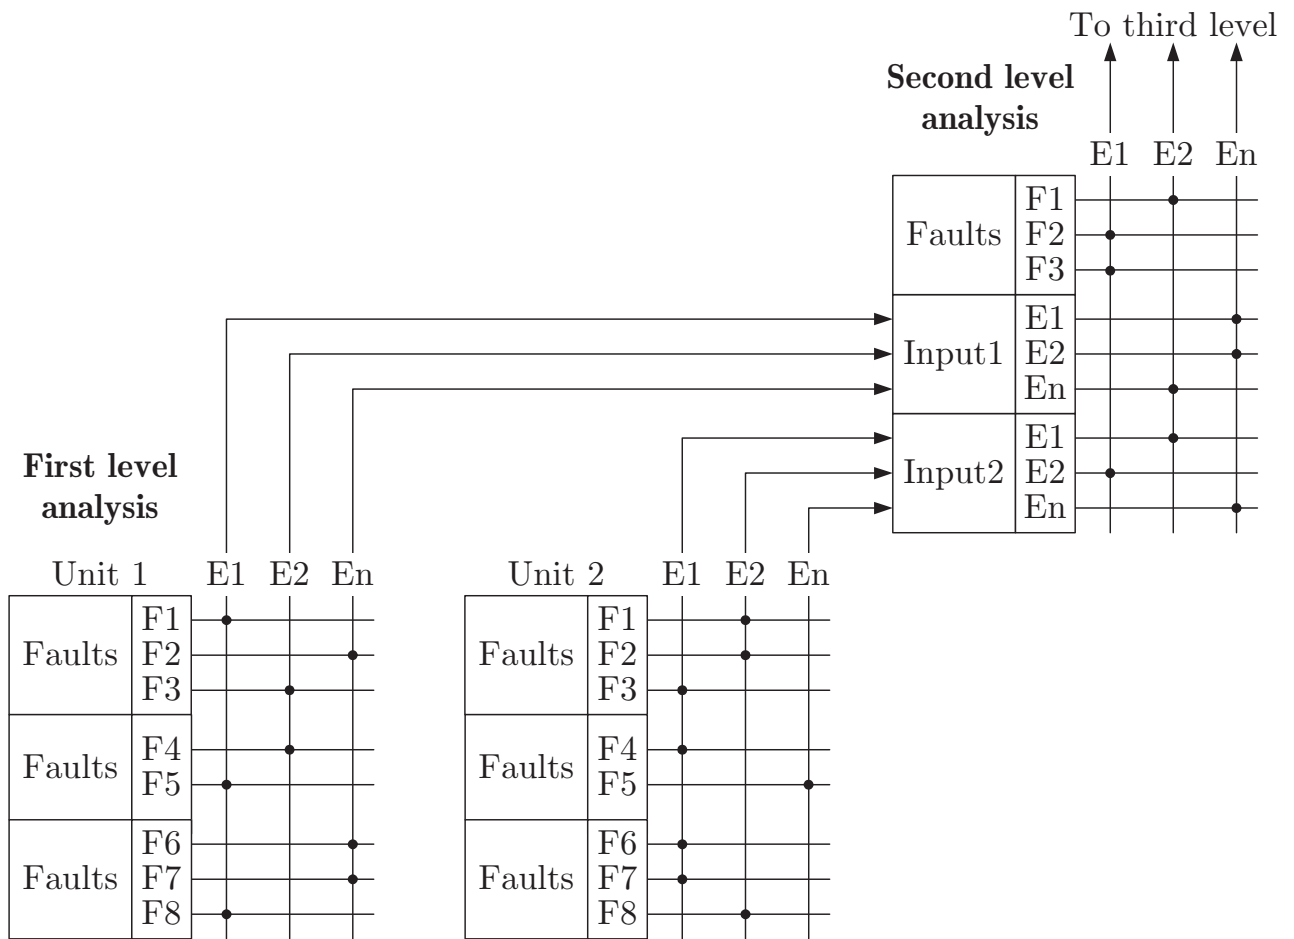 To third level
Second level
analysis
E1 E2 En
Faults
F1
F2
F3
Input1
E1
E2
En
Input2
E1
E2
En
First level
analysis
Unit 1 E1 E2 En
Faults
F1
F2
F3
Faults
F4
F5
Faults
F6
F7
F8
Unit 2 E1 E2 En
Faults
F1
F2
F3
Faults
F4
F5
Faults
F6
F7
F8